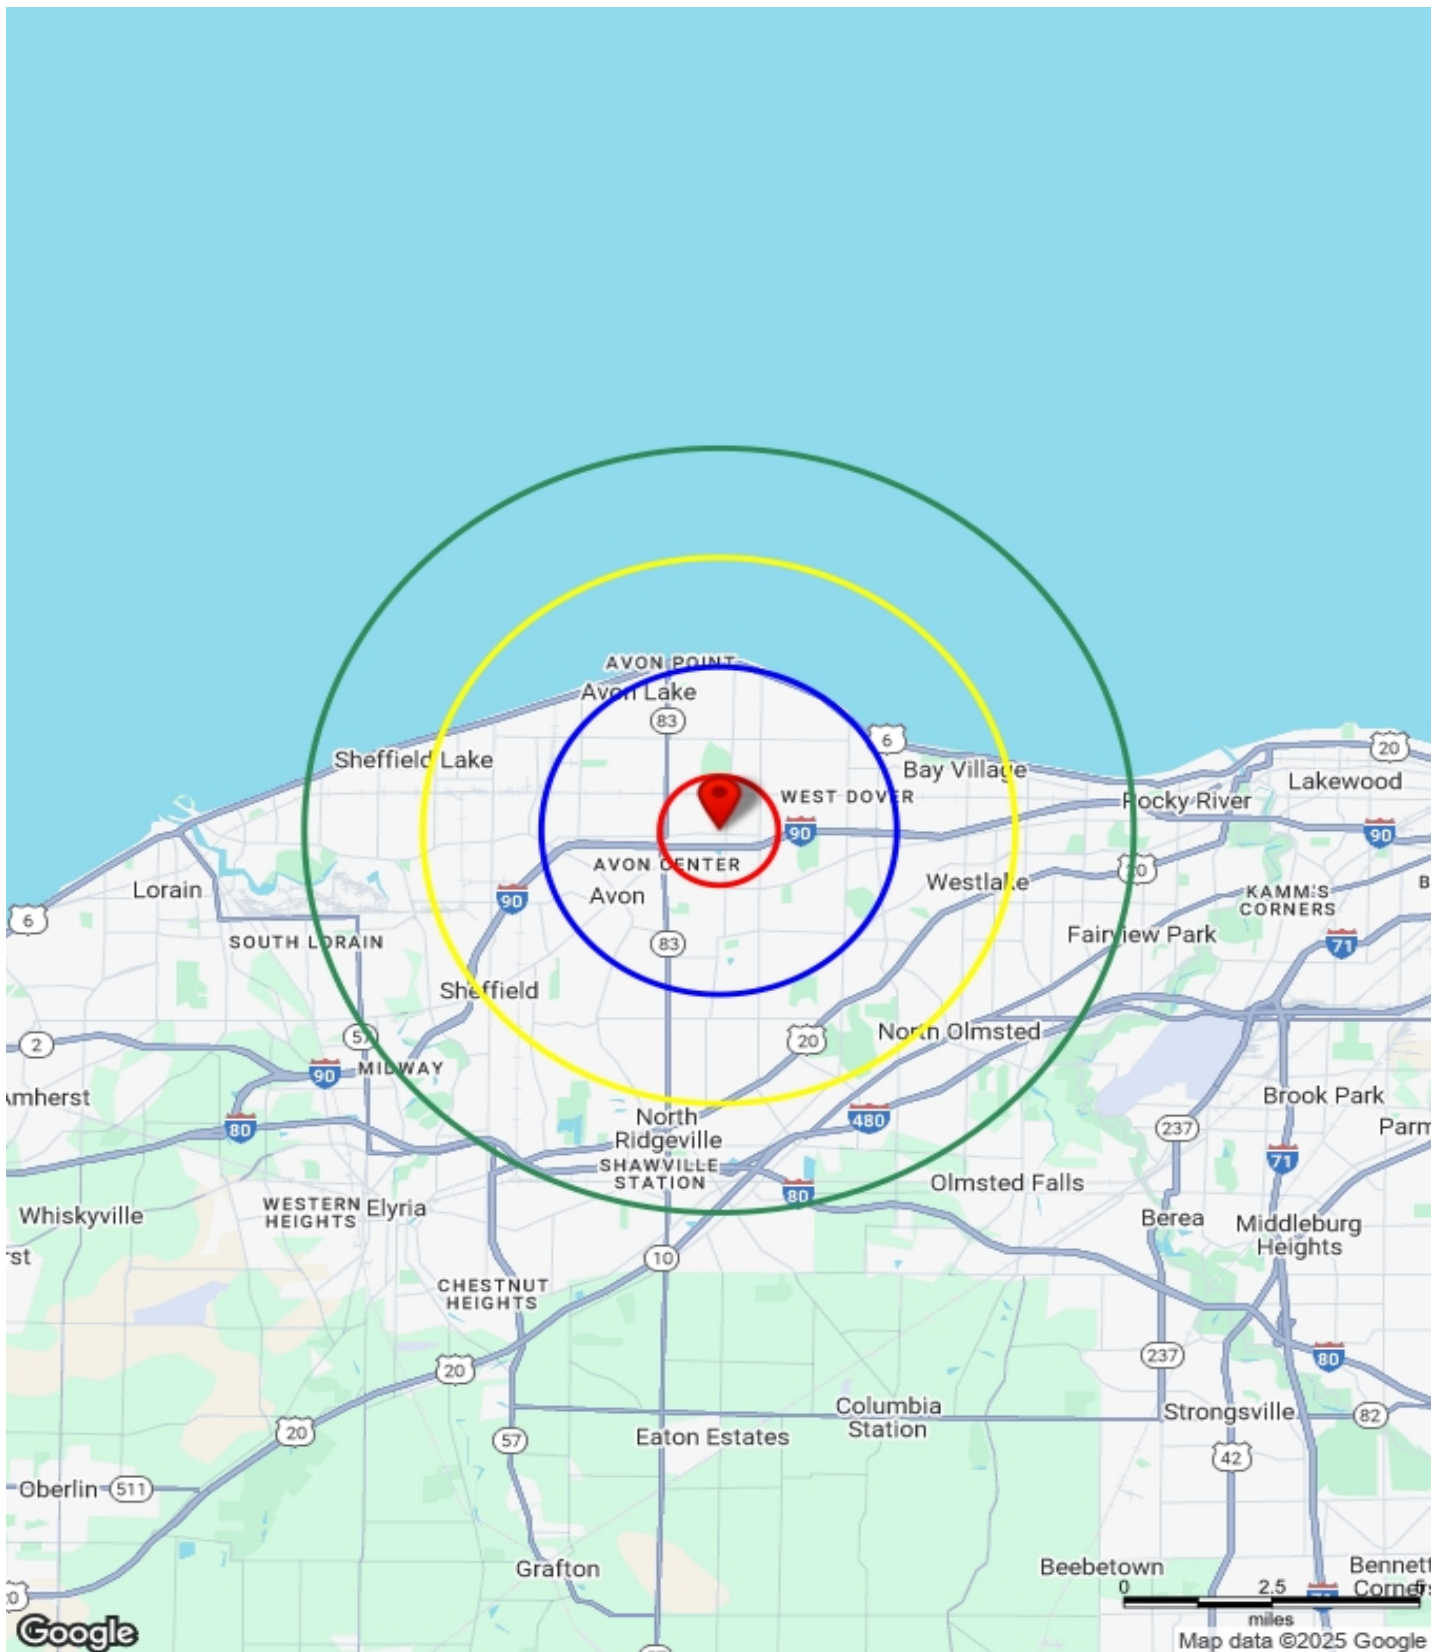 AVON POINT
Avon Lake
83
6
20
Sheffield Lake
Bay Village
Lakewood
WEST DOVER
Rocky River
90
90
AVON CENTER
20
Lorain
Avon
Westlake
KAMM'S
CORNERS
90
6
SOUTH LORAIN
83
Fairview Park
71
Sheffield
2
57
20
North Olmsted
90
MIDWAY
Amherst
Brook Park
80
North
Ridgeville
480
237
71
SHAWVILLE
STATION
80
Olmsted Falls
WESTERN
HEIGHTS
Elyria
Whiskyville
Berea
Middleburg
Heights
10
CHESTNUT
HEIGHTS
20
237
80
Columbia
Station
Strongsville
82
20
57
Eaton Estates
42
Oberlin
511
Grafton
Beebetown
Bennett
Corners
0
2.5
5
miles
Google
Map data ©2025 Google